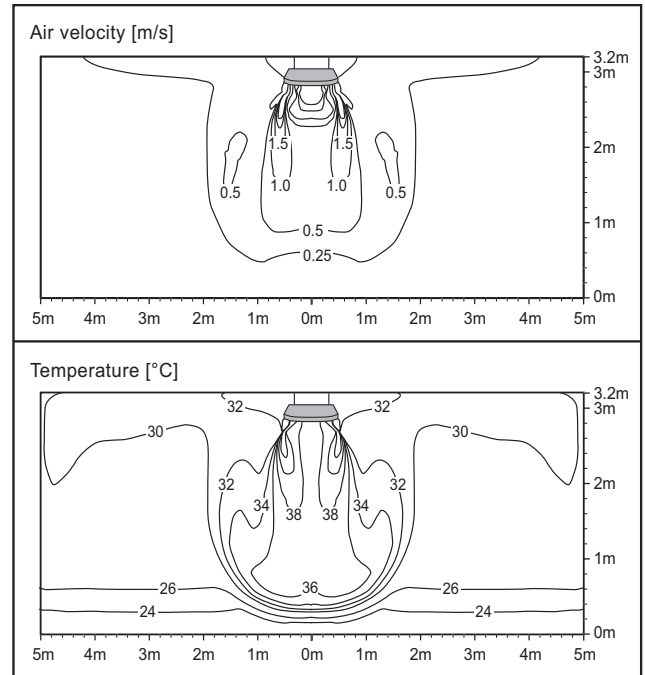 Air velocity [m/s]
3.2m
3m
1.5 1.5
2m
0.5 1.0 1.0 0.5
1m
0.5
0.25
0m
5m 4m 3m 2m 1m 0m 1m 2m 3m 4m 5m
Temperature [°C]
3.2m
32 32 3m
30 30
32 32 2m
34 34
38 38
1m
36
26 26
24 24
0m
5m 4m 3m 2m 1m 0m 1m 2m 3m 4m 5m